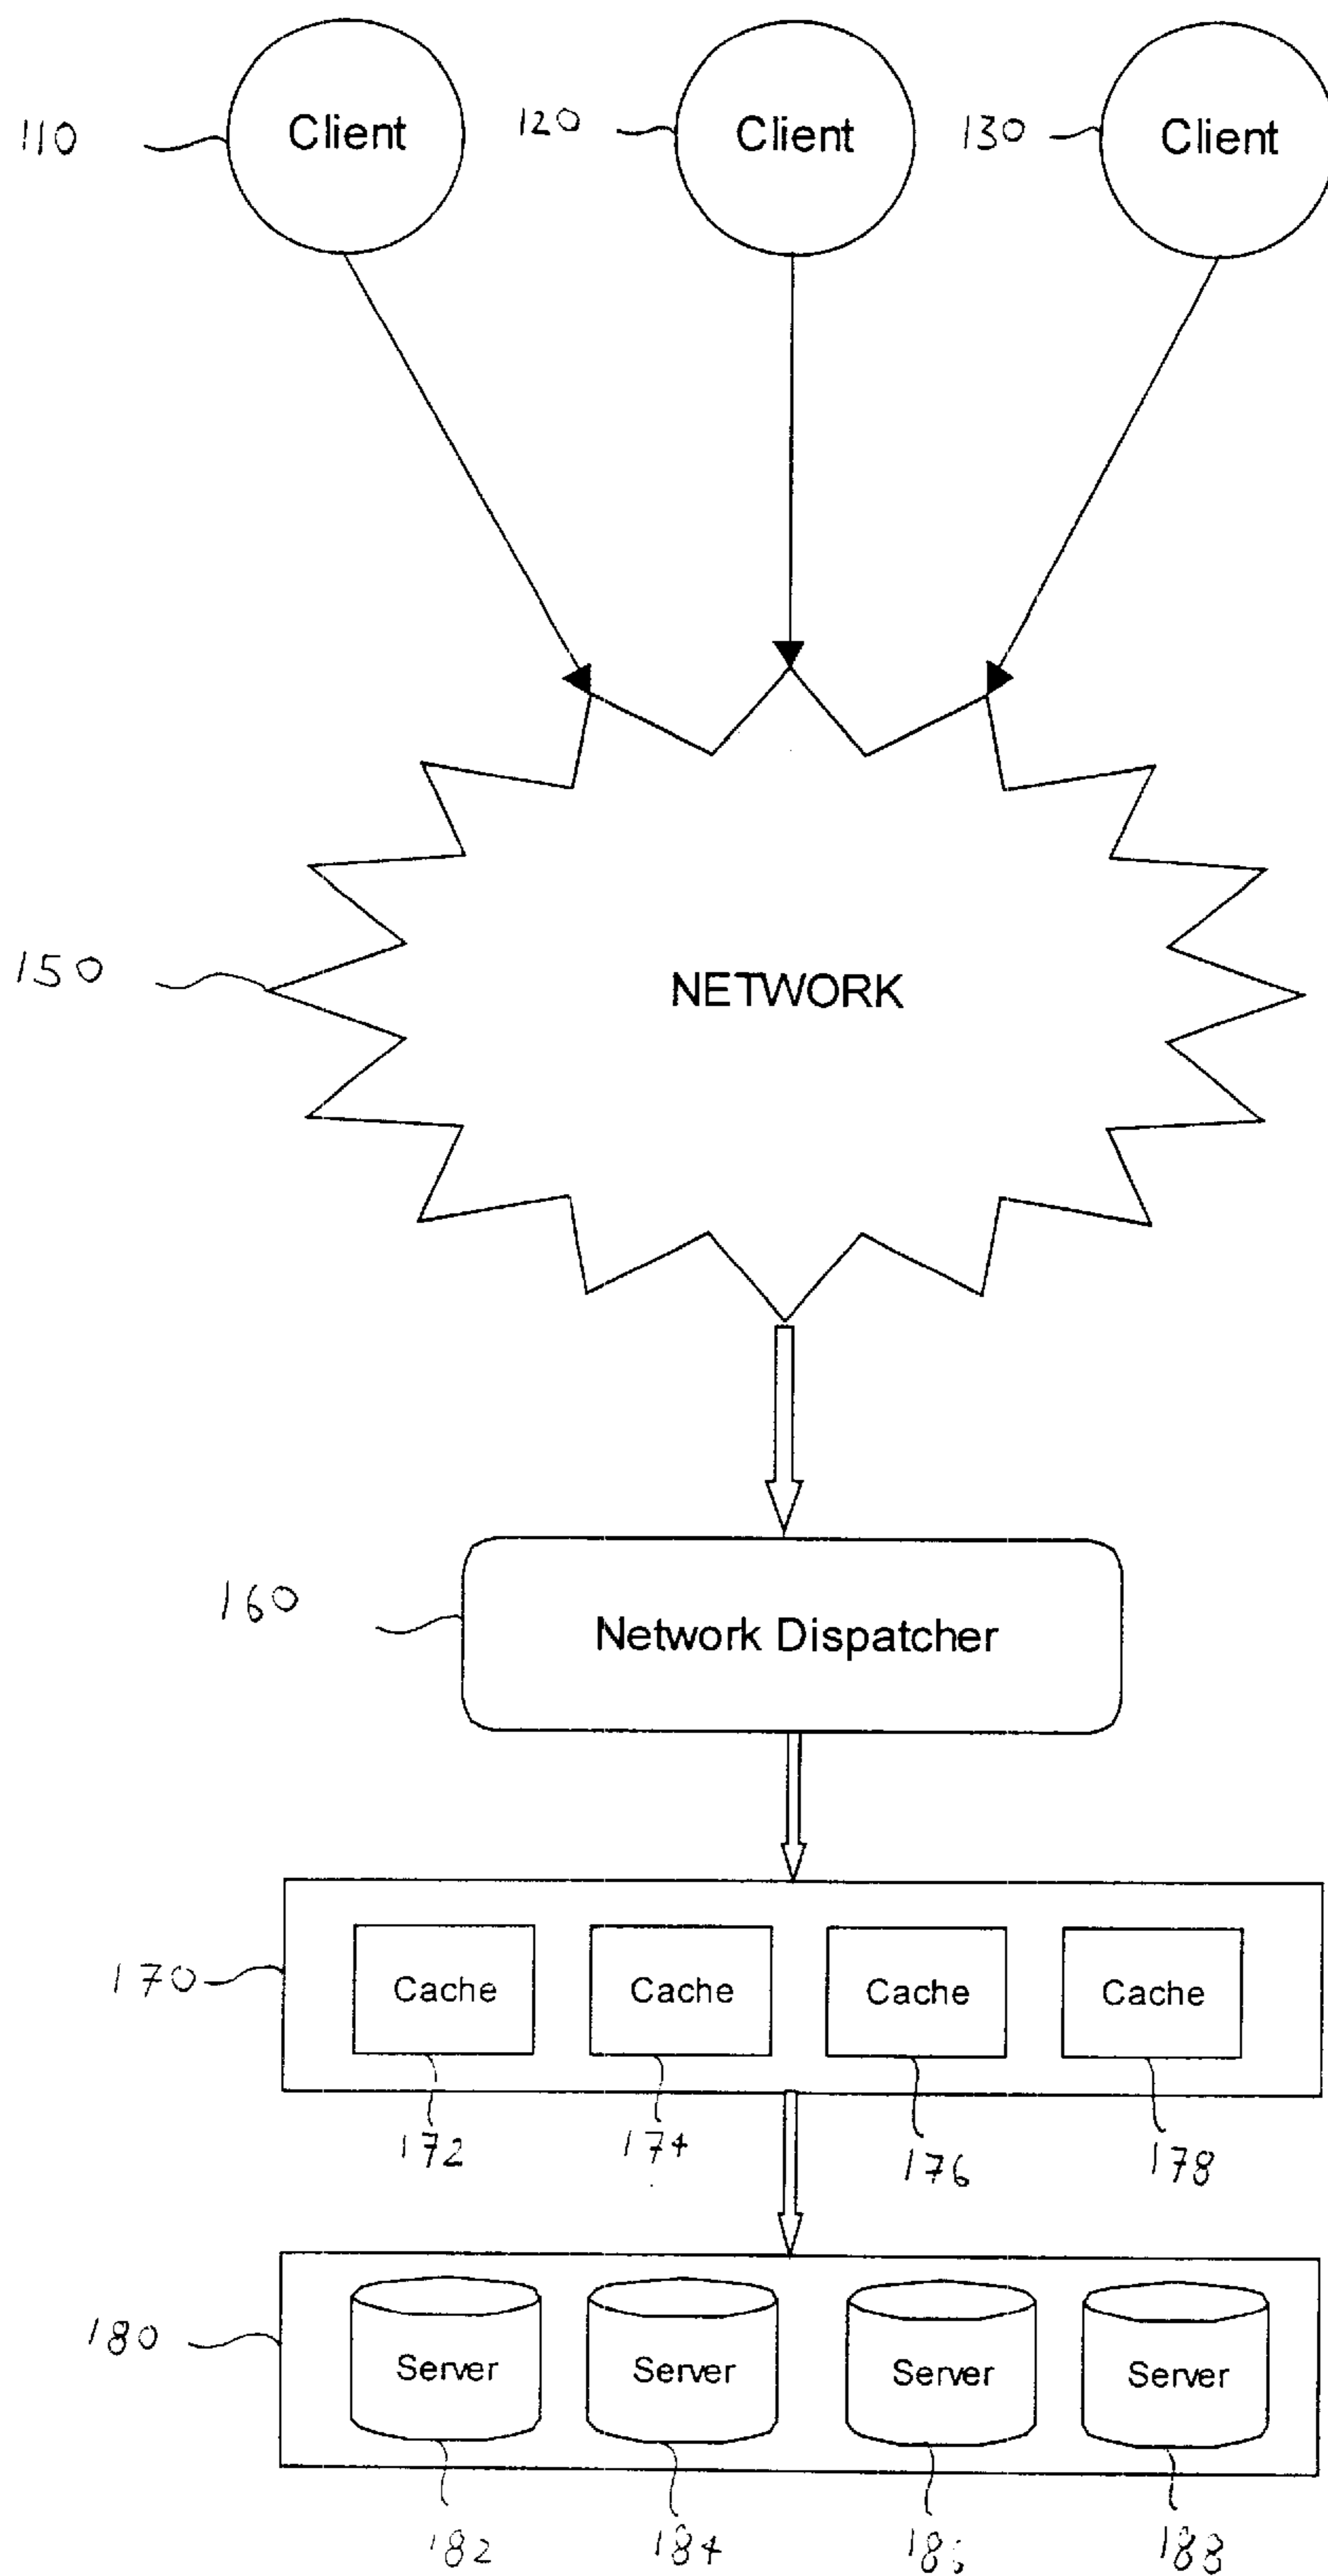 110 Client 120 Client 130 Client
150 NETWORK
160 Network Dispatcher
170 Cache Cache Cache Cache
172 174 176 178
180 Server Server Server Server
182 184 188